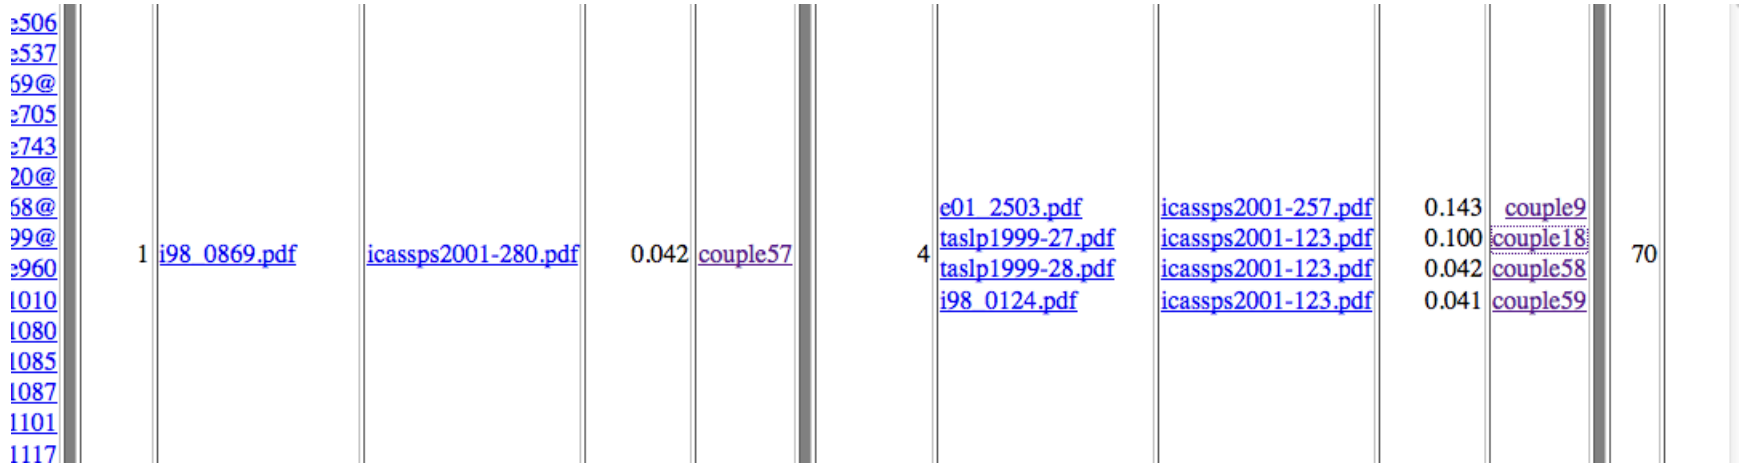 e506
e537
69@
e705
e743
20@
68@
99@
e960
1010
1080
1085
1087
1101
1117
1 i98_0869.pdf icassps2001-280.pdf 0.042 couple57
4
e01_2503.pdf icassps2001-257.pdf 0.143 couple9
taslp1999-27.pdf icassps2001-123.pdf 0.100 couple18
taslp1999-28.pdf icassps2001-123.pdf 0.042 couple58
i98_0124.pdf icassps2001-123.pdf 0.041 couple59
70